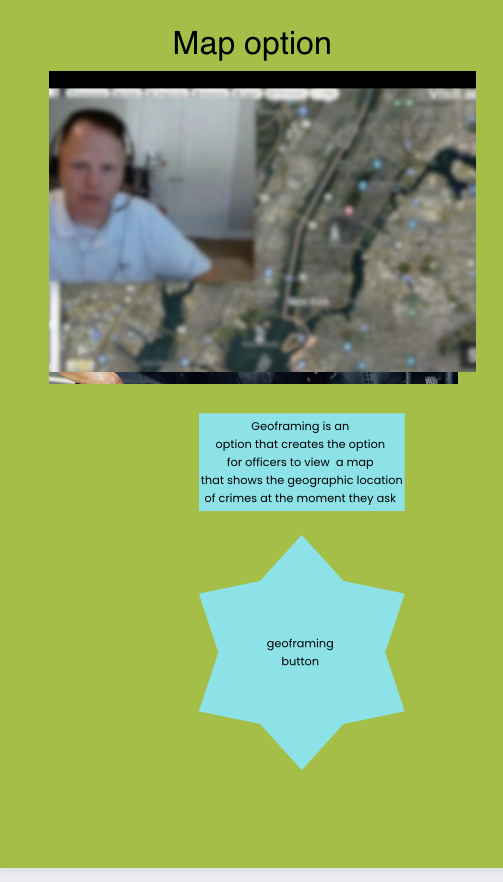 Map option
Geoframing is an
option that creates the option
for officers to view  a map
that shows the geographic location
of crimes at the moment they ask
geoframing
button